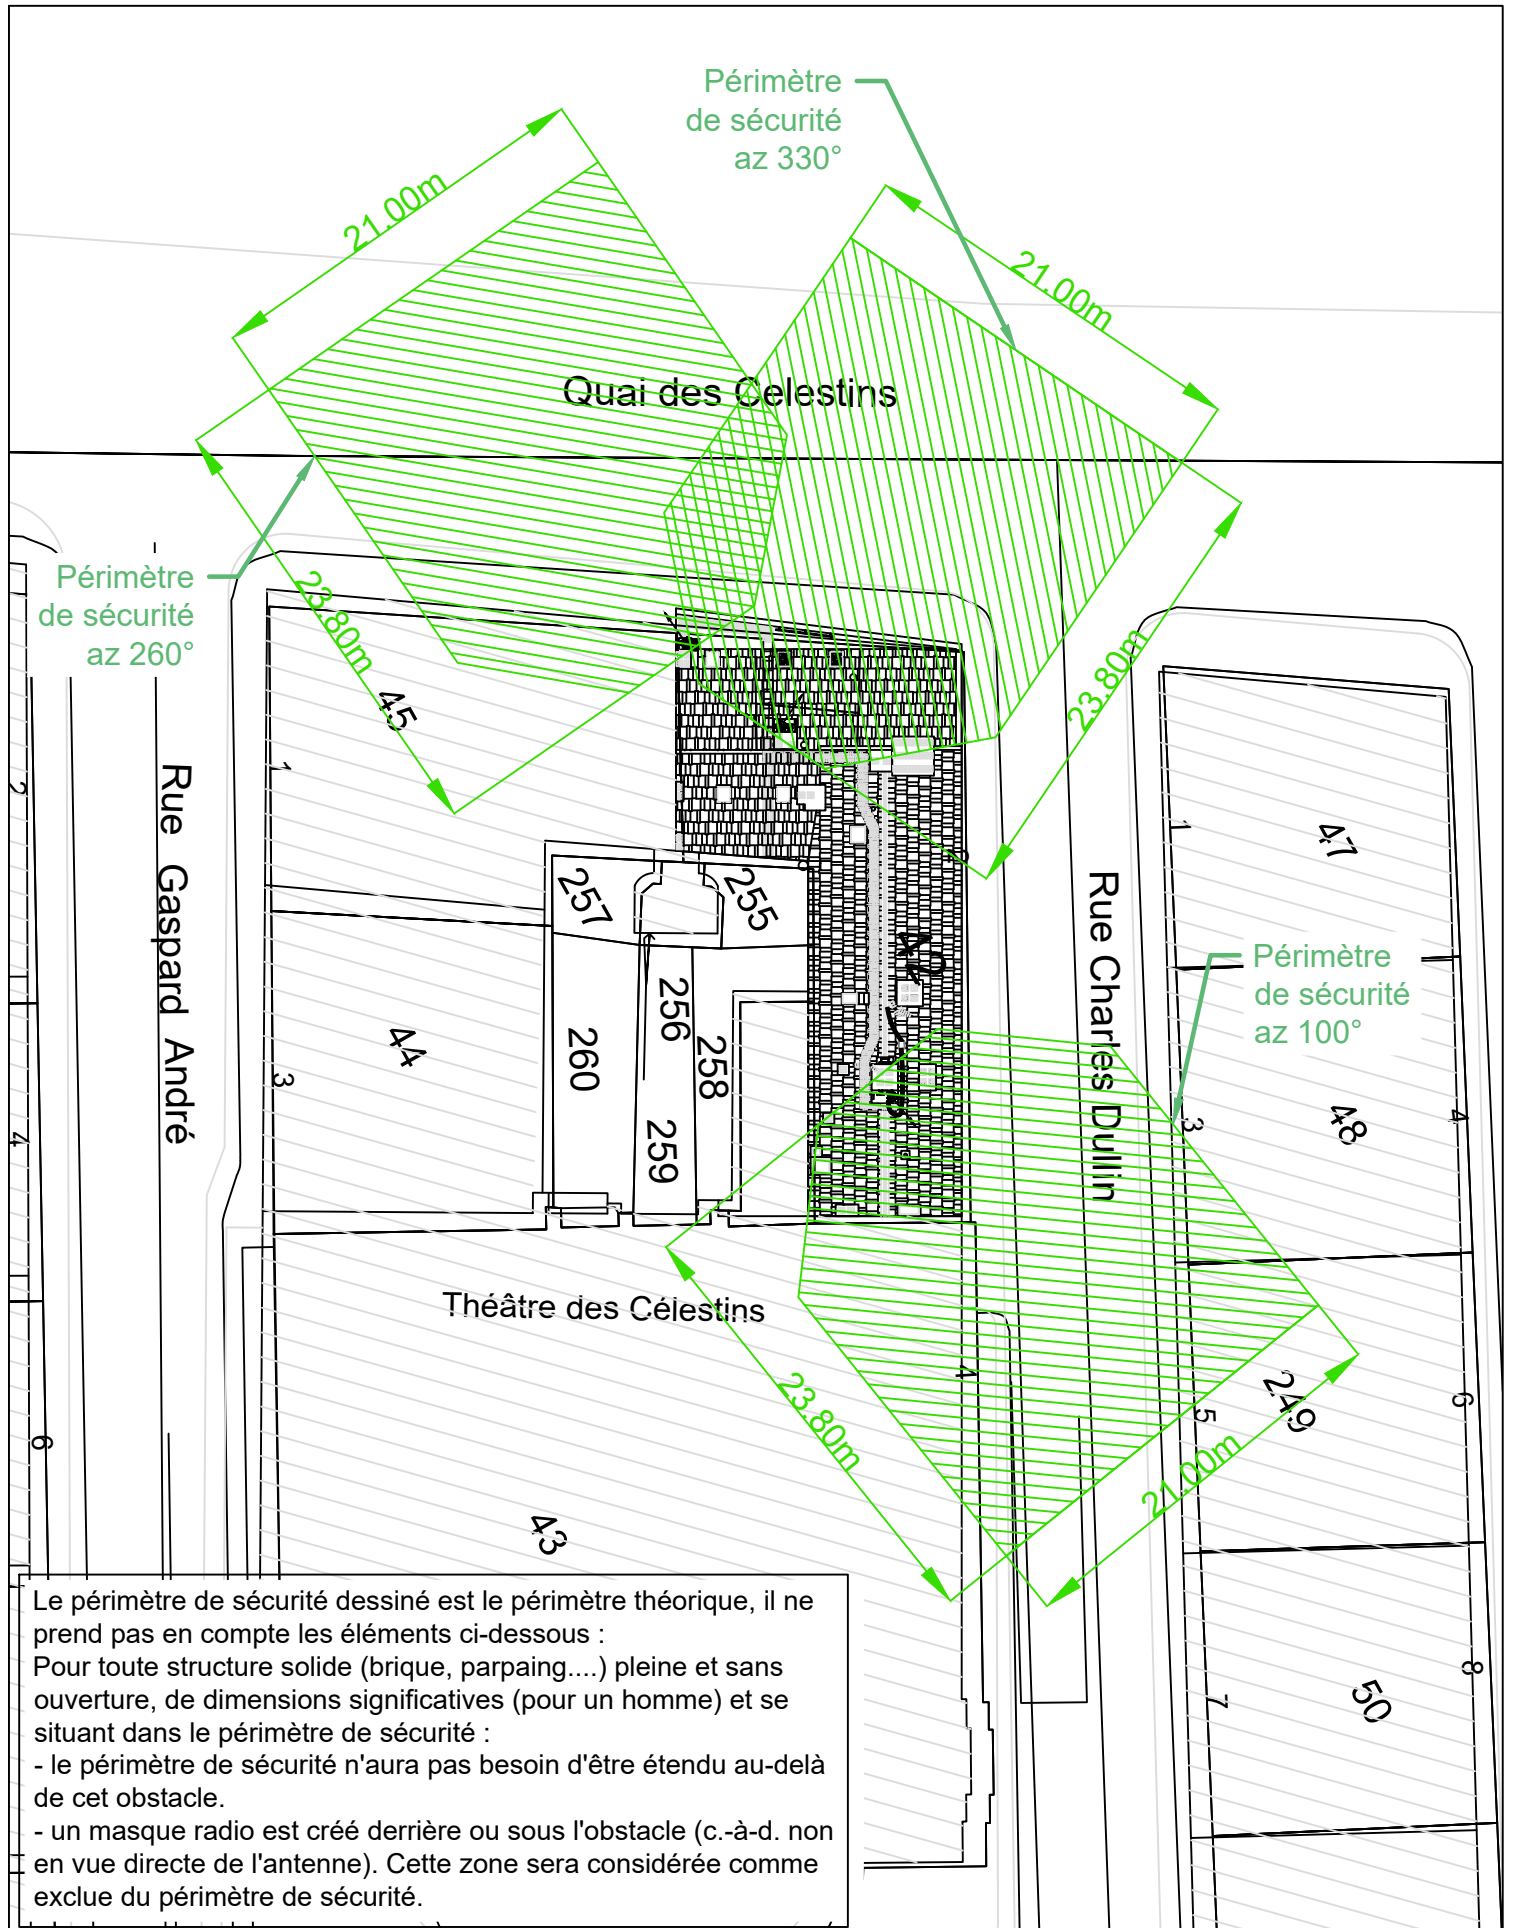 Périmètre
de sécurité
az 330°
21.00m
21.00m
Quai des Celestins
Périmètre
de sécurité
az 260°
23.80m
23.80m
45
1
2
Rue Gaspard André
47
1
257
255
42
Rue Charles Dullin
Périmètre
de sécurité
az 100°
44
3
260
256
258
259
48
3
4
4
Théâtre des Célestins
4
23.80m
21.00m
249
5
6
6
43
50
7
8
Le périmètre de sécurité dessiné est le périmètre théorique, il ne
prend pas en compte les éléments ci-dessous :
Pour toute structure solide (brique, parpaing....) pleine et sans
ouverture, de dimensions significatives (pour un homme) et se
situant dans le périmètre de sécurité :
- le périmètre de sécurité n'aura pas besoin d'être étendu au-delà
de cet obstacle.
- un masque radio est créé derrière ou sous l'obstacle (c.-à-d. non
en vue directe de l'antenne). Cette zone sera considérée comme
exclue du périmètre de sécurité.